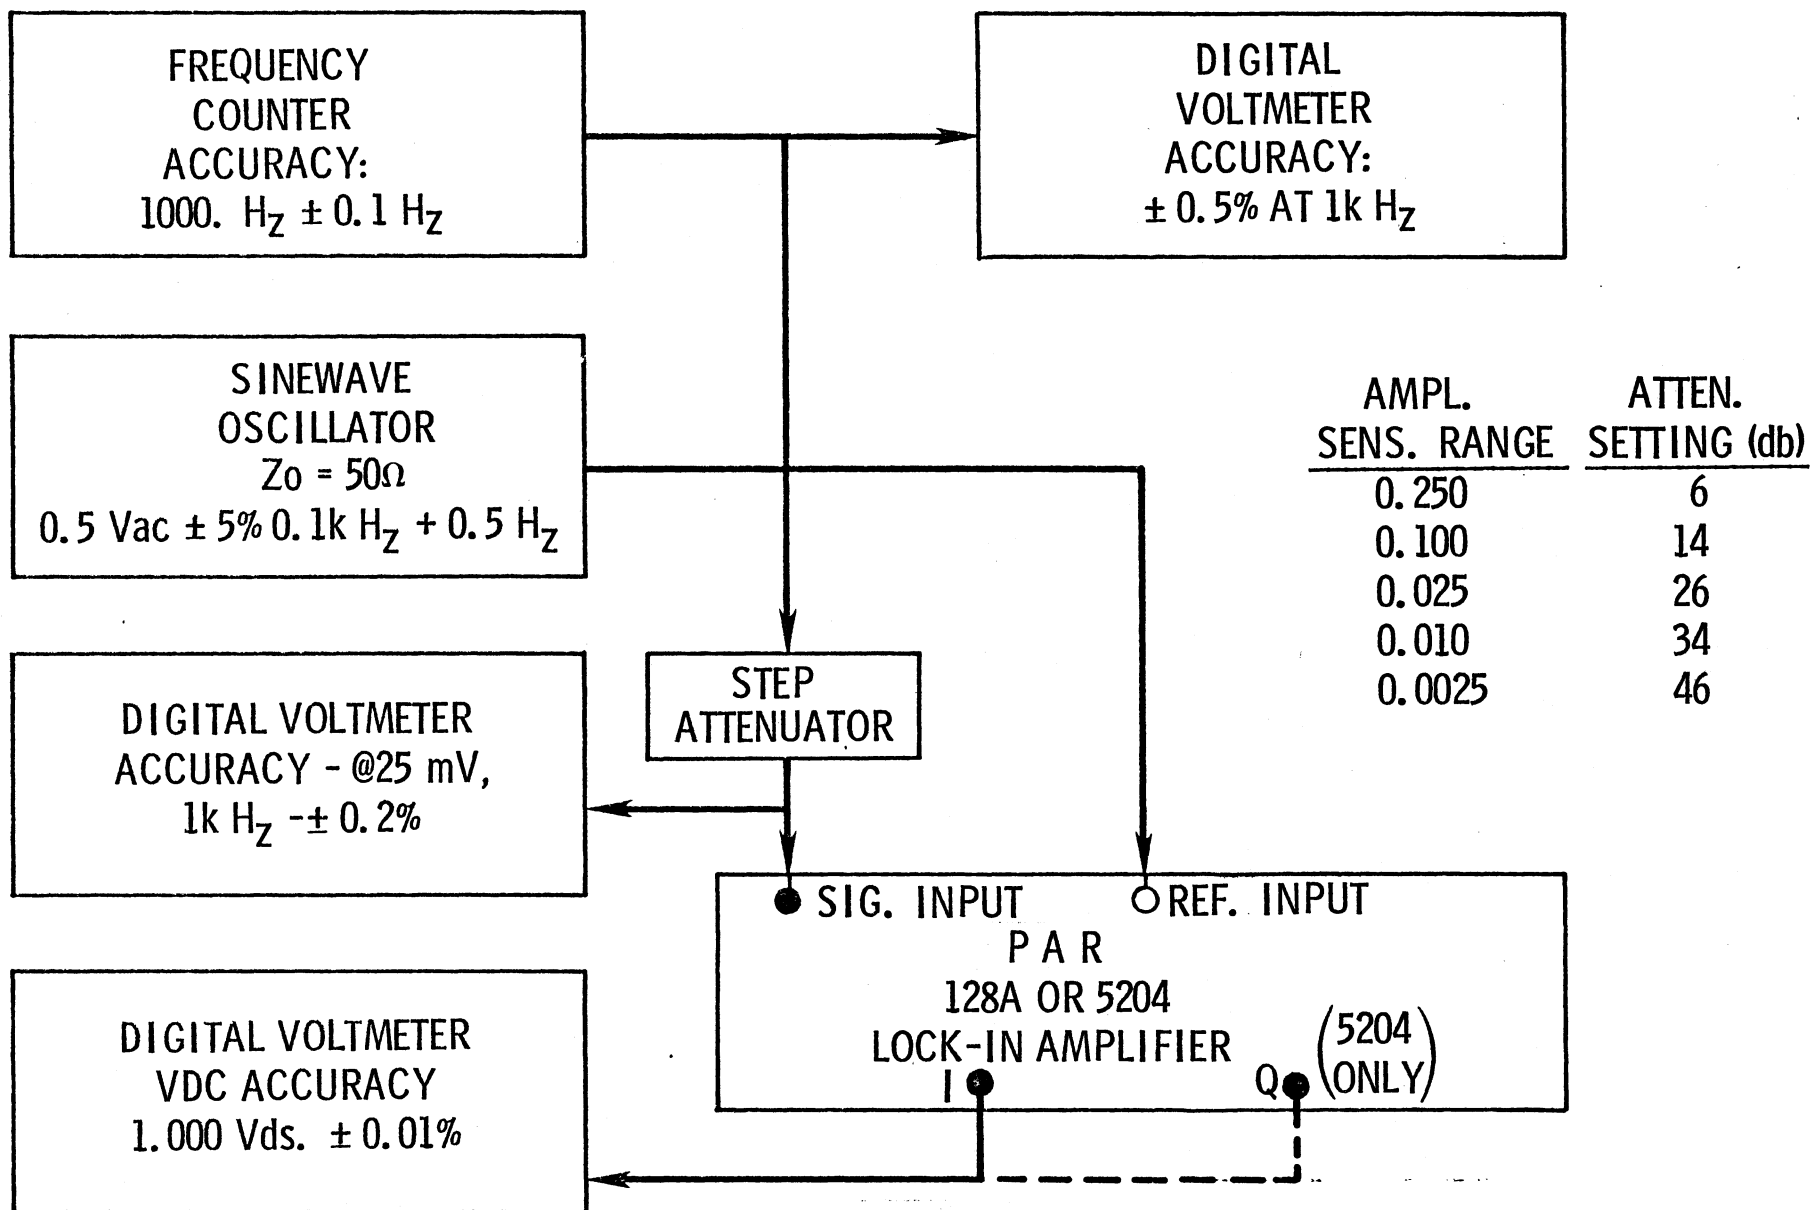 FREQUENCY
COUNTER
ACCURACY:
1000. Hz ± 0.1 Hz
DIGITAL
VOLTMETER
ACCURACY:
± 0.5% AT 1k Hz
SINEWAVE
OSCILLATOR
Zo = 50Ω
0.5 Vac ± 5% 0.1k Hz + 0.5 Hz
AMPL. ATTEN.
SENS. RANGE SETTING (db)
0.250 6
0.100 14
0.025 26
0.010 34
0.0025 46
STEP
ATTENUATOR
DIGITAL VOLTMETER
ACCURACY - @25 mV,
1k Hz -± 0.2%
SIG. INPUT REF. INPUT
PAR
128A OR 5204
LOCK-IN AMPLIFIER
I Q (5204
ONLY)
DIGITAL VOLTMETER
VDC ACCURACY
1.000 Vds. ± 0.01%